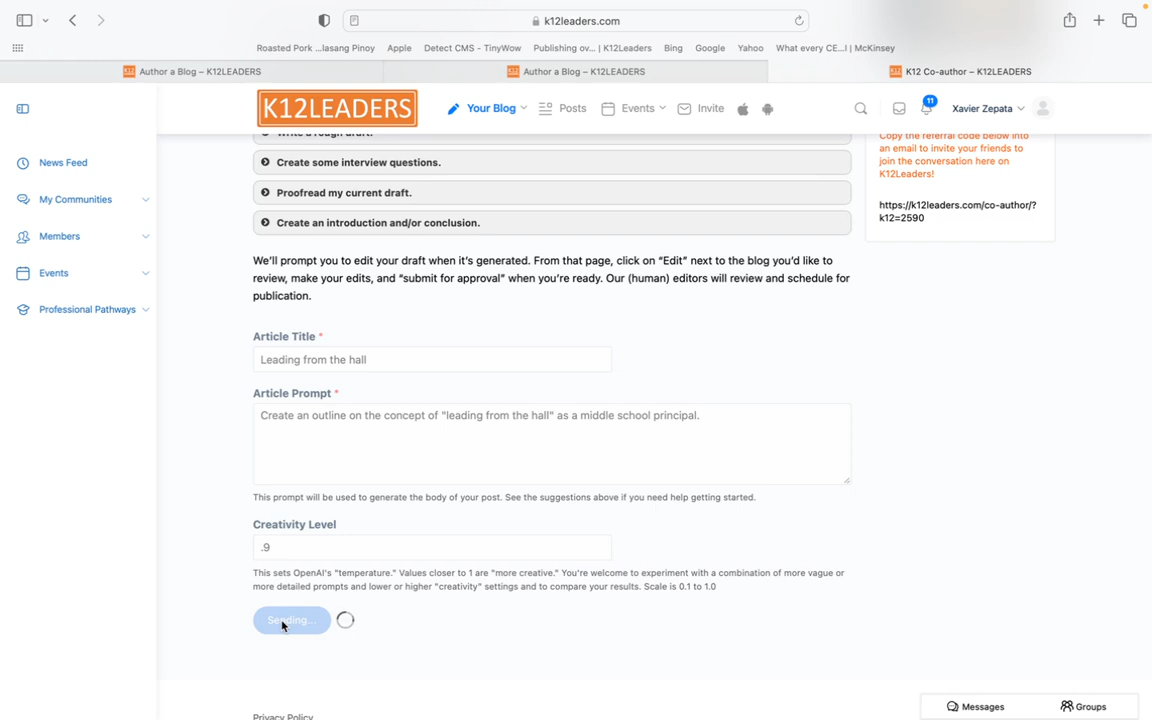 k12leaders.com
Roasted Pork ...lasang Pinoy Apple Detect CMS - TinyWow Publishing ov... | K12Leaders Bing Google Yahoo What every CE...l | McKinsey
Author a Blog – K12LEADERS Author a Blog – K12LEADERS K12 Co-author – K12LEADERS
K12LEADERS Your Blog Posts Events Invite 11 Xavier Zepata
News Feed
My Communities
Members
Events
Professional Pathways
Write a rough draft.
Create some interview questions.
Proofread my current draft.
Create an introduction and/or conclusion.
Copy the referral code below into
an email to invite your friends to
join the conversation here on
K12Leaders!
https://k12leaders.com/co-author/?
k12=2590
We'll prompt you to edit your draft when it's generated. From that page, click on "Edit" next to the blog you'd like to
review, make your edits, and "submit for approval" when you're ready. Our (human) editors will review and schedule for
publication.
Article Title *
Leading from the hall
Article Prompt *
Create an outline on the concept of "leading from the hall" as a middle school principal.
This prompt will be used to generate the body of your post. See the suggestions above if you need help getting started.
Creativity Level
.9
This sets OpenAI's "temperature." Values closer to 1 are "more creative." You're welcome to experiment with a combination of more vague or
more detailed prompts and lower or higher "creativity" settings and to compare your results. Scale is 0.1 to 1.0
Sending...
Messages Groups
Privacy Policy